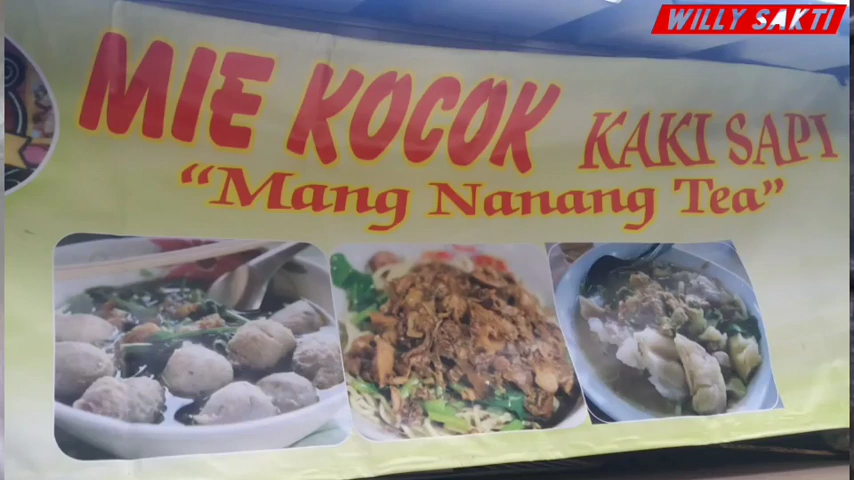 WILLY SAKTI
MIE KOCOK KAKI SAPI
"Mang Nanang Tea"